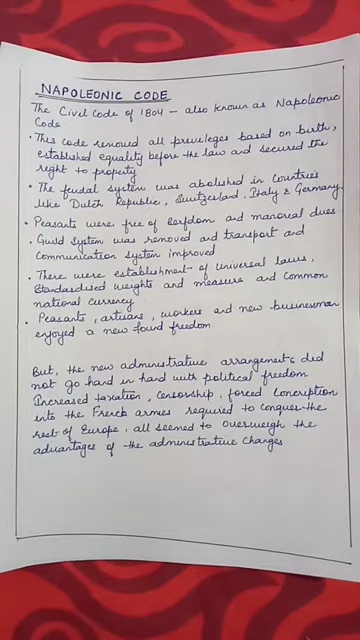 NAPOLEONIC CODE
The Civil Code of 1804 - also known as Napoleonic
Code
• This code removed all preveleges based on birth,
established equality before the law and secured the
right to property.
• The feudal system was abolished in countries
like Dutch Republic, Switzerland, Italy & Germany.
• Peasants were free of serfdom and manorial dues
• Guild System was removed and transport and
communication system improved
• There were establishment of universal laws,
standardised weights and measure and common
national currency
• Peasants, artisans, workers and new businessman
enjoyed a new found freedom
But, the new administrative arrangements did
not go hard in hard with political freedom
Increased taxation, censorship, forced concription
into the French armies required to conquer the
rest of Europe, all seemed to overweigh the
advantages of the administrative changes